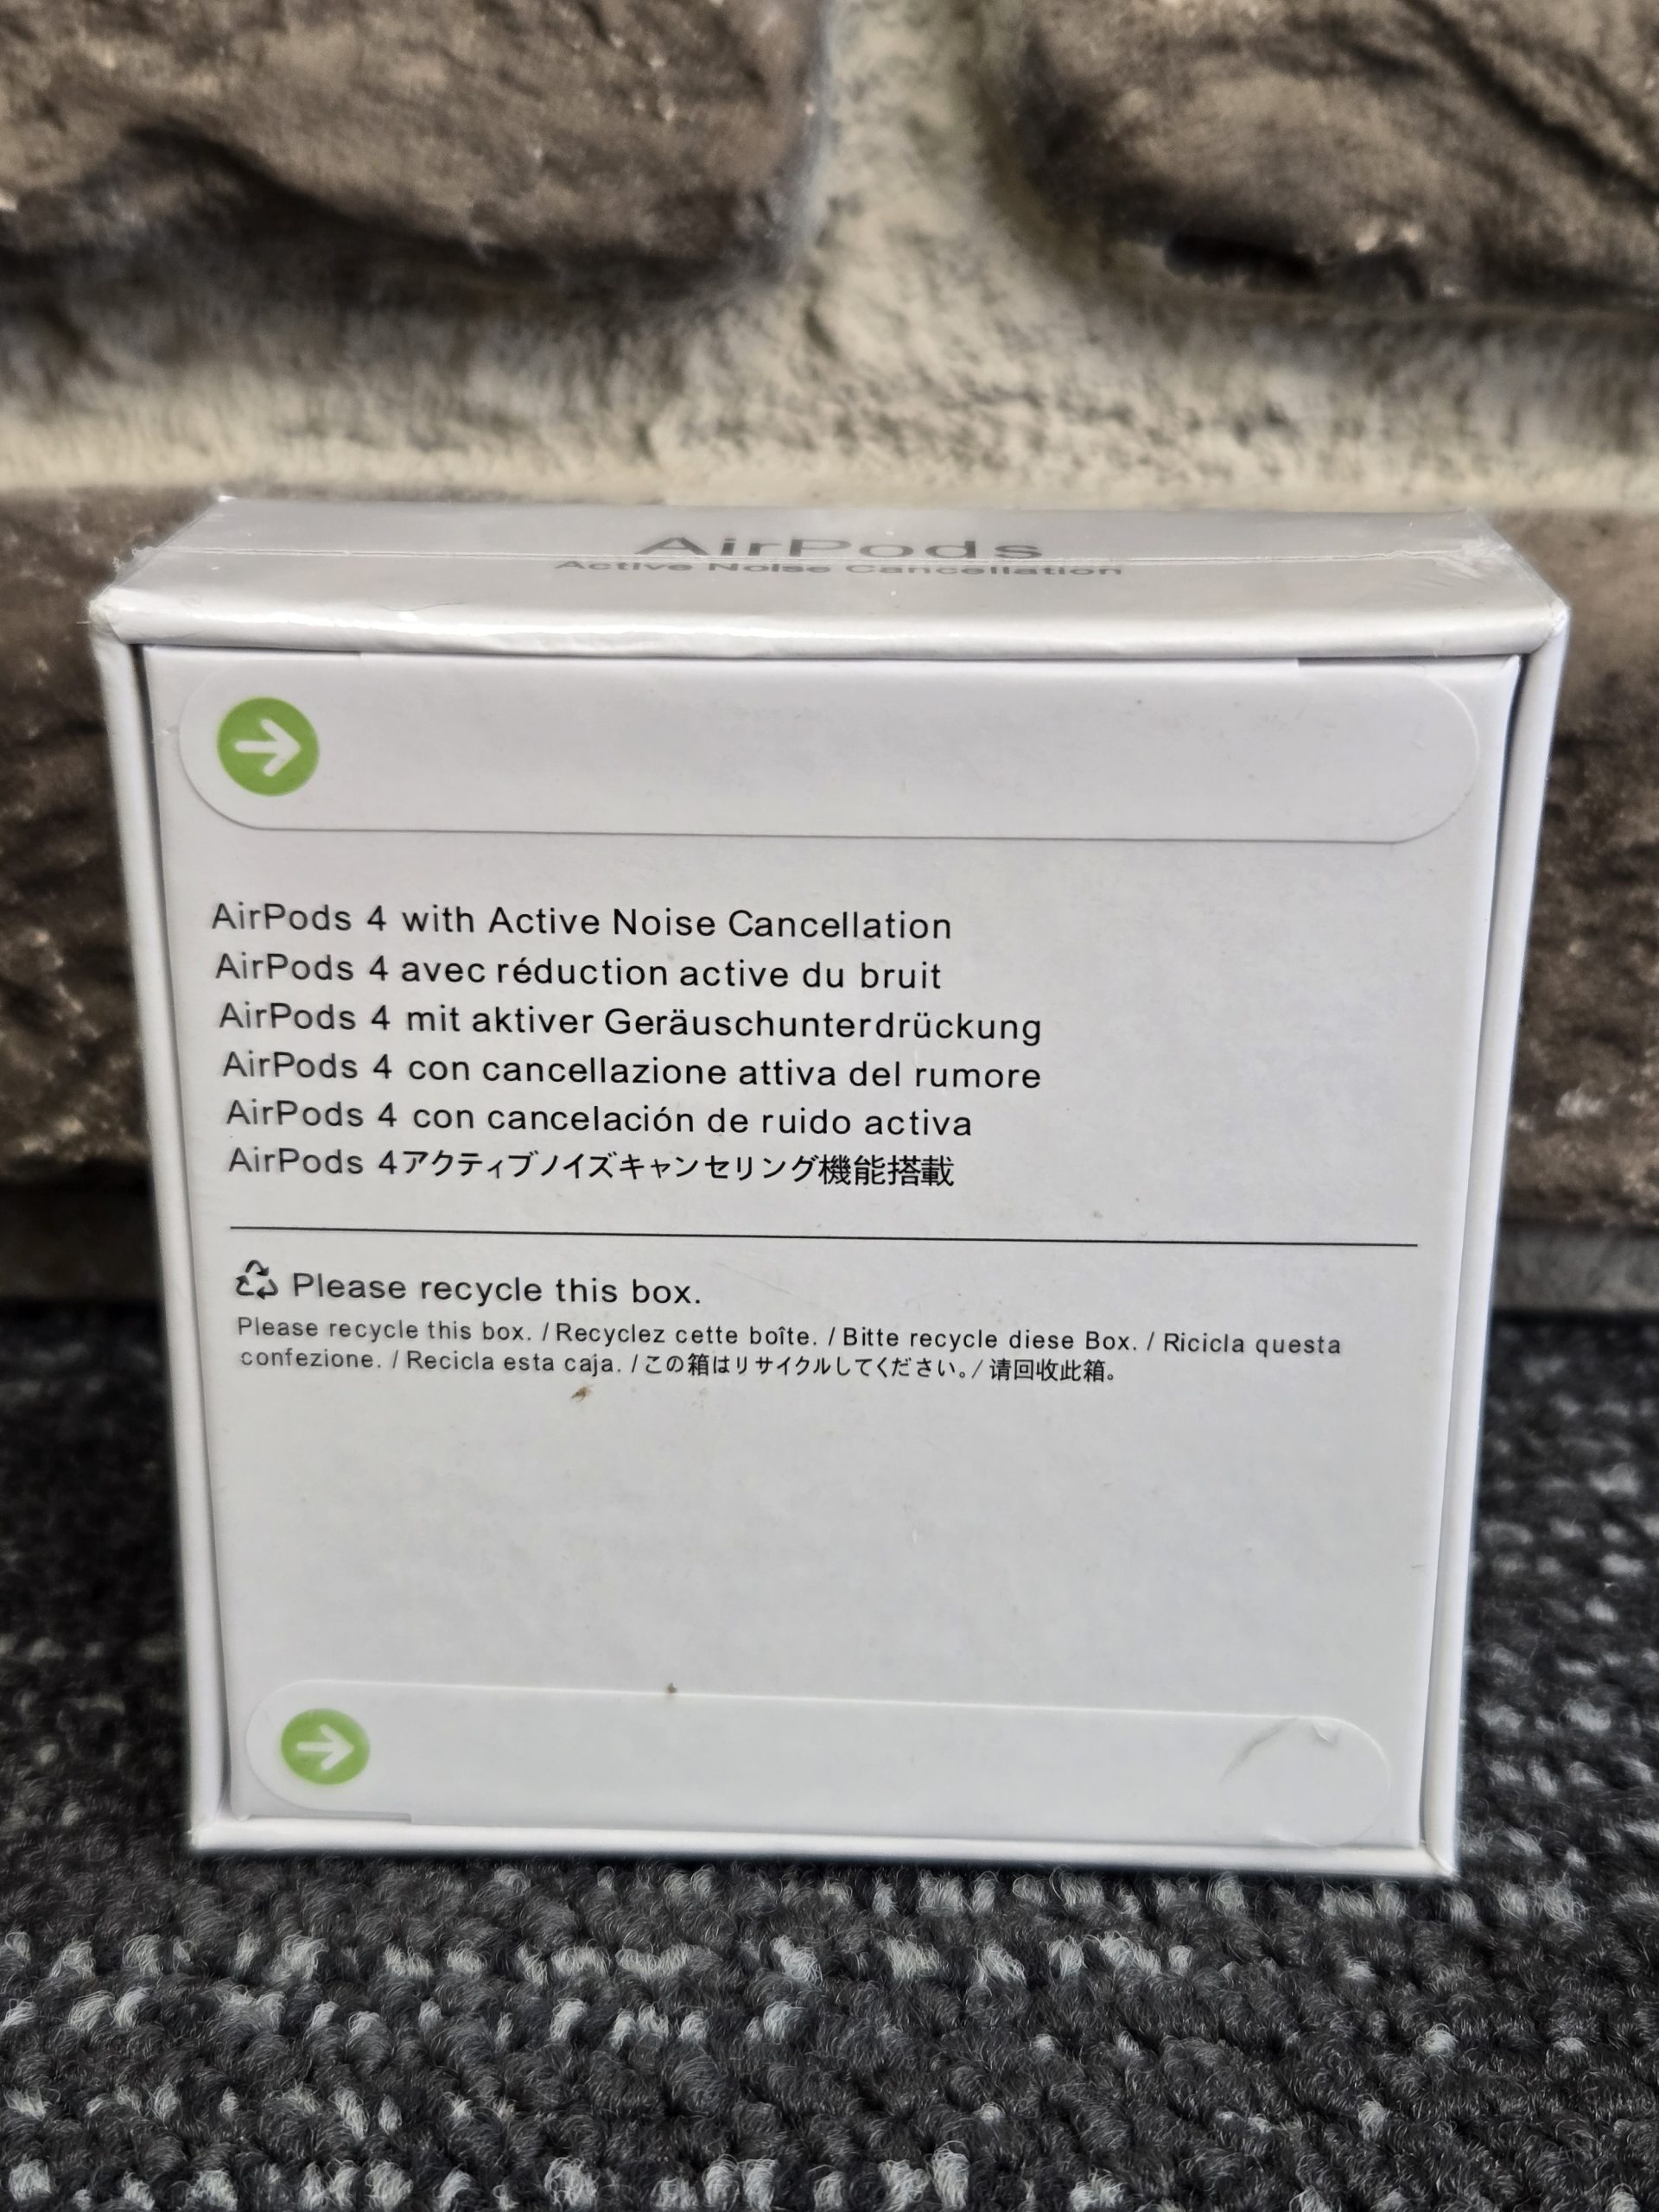 AirPods
Active Noise Cancellation
AirPods 4 with Active Noise Cancellation
AirPods 4 avec réduction active du bruit
AirPods 4 mit aktiver Geräuschunterdrückung
AirPods 4 con cancellazione attiva del rumore
AirPods 4 con cancelación de ruido activa
AirPods 4アクティブノイズキャンセリング機能搭載
Please recycle this box.
Please recycle this box. / Recyclez cette boîte. / Bitte recycle diese Box. / Ricicla questa
confezione. / Recicla esta caja. / この箱はリサイクルしてください。/ 请回收此箱。